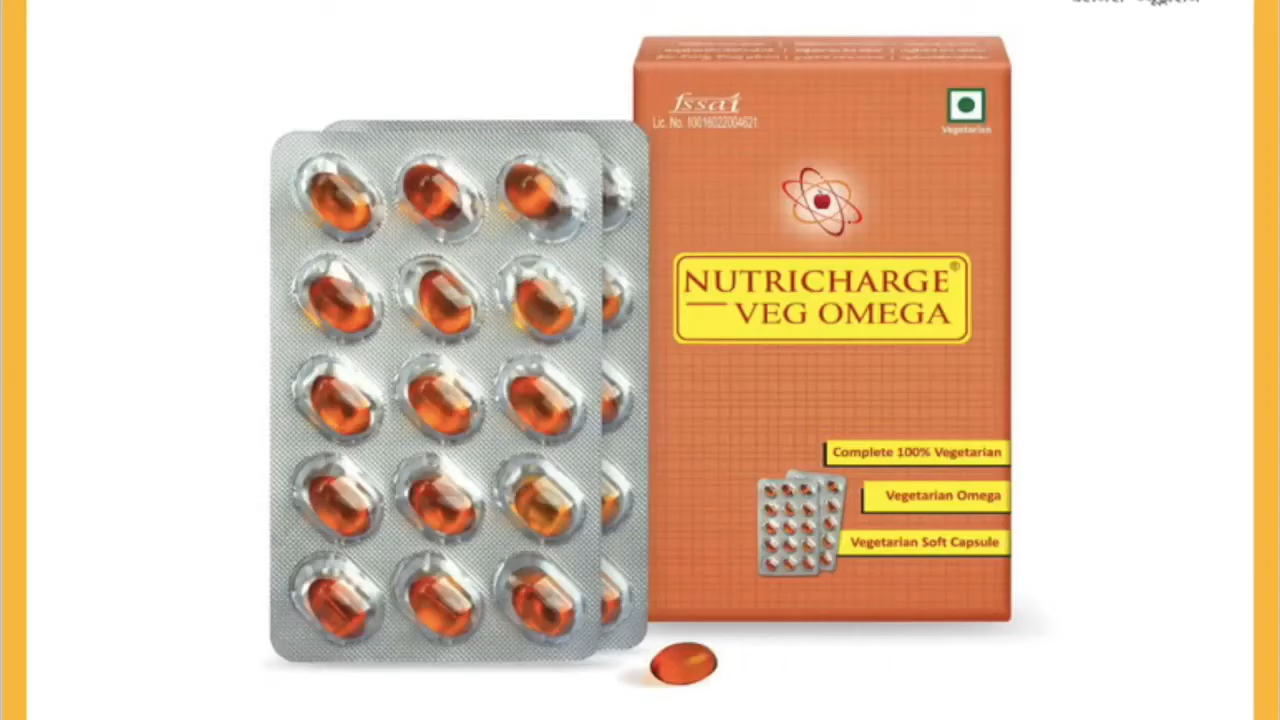 fssai
Lic. No. 10016022004621
Vegetarian
NUTRICHARGE®
VEG OMEGA
Complete 100% Vegetarian
Vegetarian Omega
Vegetarian Soft Capsule